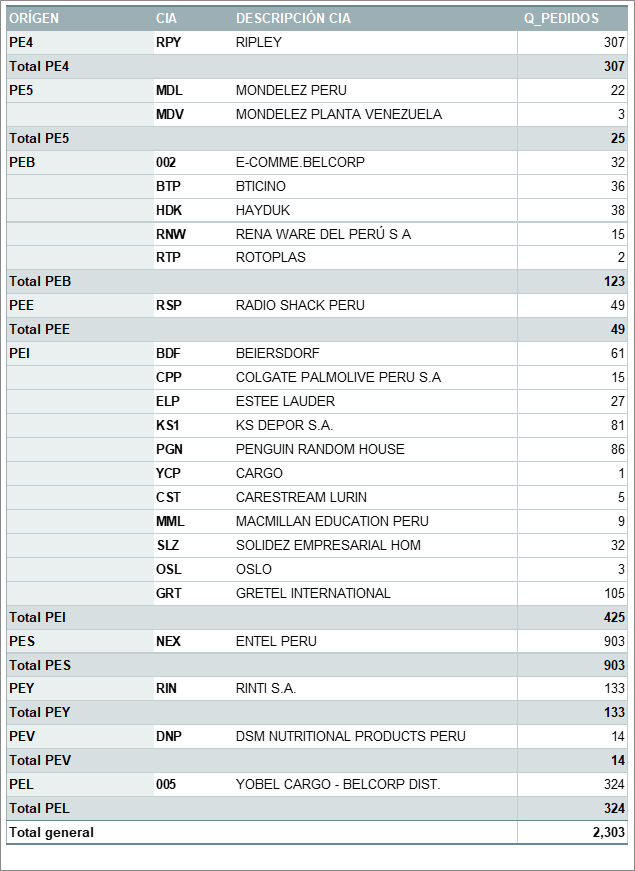 ORÍGEN CIA DESCRIPCIÓN CIA Q_PEDIDOS
PE4 RPY RIPLEY 307
Total PE4 307
PE5 MDL MONDELEZ PERU 22
MDV MONDELEZ PLANTA VENEZUELA 3
Total PE5 25
PEB 002 E-COMME.BELCORP 32
BTP BTICINO 36
HDK HAYDUK 38
RNW RENA WARE DEL PERÚ S A 15
RTP ROTOPLAS 2
Total PEB 123
PEE RSP RADIO SHACK PERU 49
Total PEE 49
PEI BDF BEIERSDORF 61
CPP COLGATE PALMOLIVE PERU S.A 15
ELP ESTEE LAUDER 27
KS1 KS DEPOR S.A. 81
PGN PENGUIN RANDOM HOUSE 86
YCP CARGO 1
CST CARESTREAM LURIN 5
MML MACMILLAN EDUCATION PERU 9
SLZ SOLIDEZ EMPRESARIAL HOM 32
OSL OSLO 3
GRT GRETEL INTERNATIONAL 105
Total PEI 425
PES NEX ENTEL PERU 903
Total PES 903
PEY RIN RINTI S.A. 133
Total PEY 133
PEV DNP DSM NUTRITIONAL PRODUCTS PERU 14
Total PEV 14
PEL 005 YOBEL CARGO - BELCORP DIST. 324
Total PEL 324
Total general 2,303